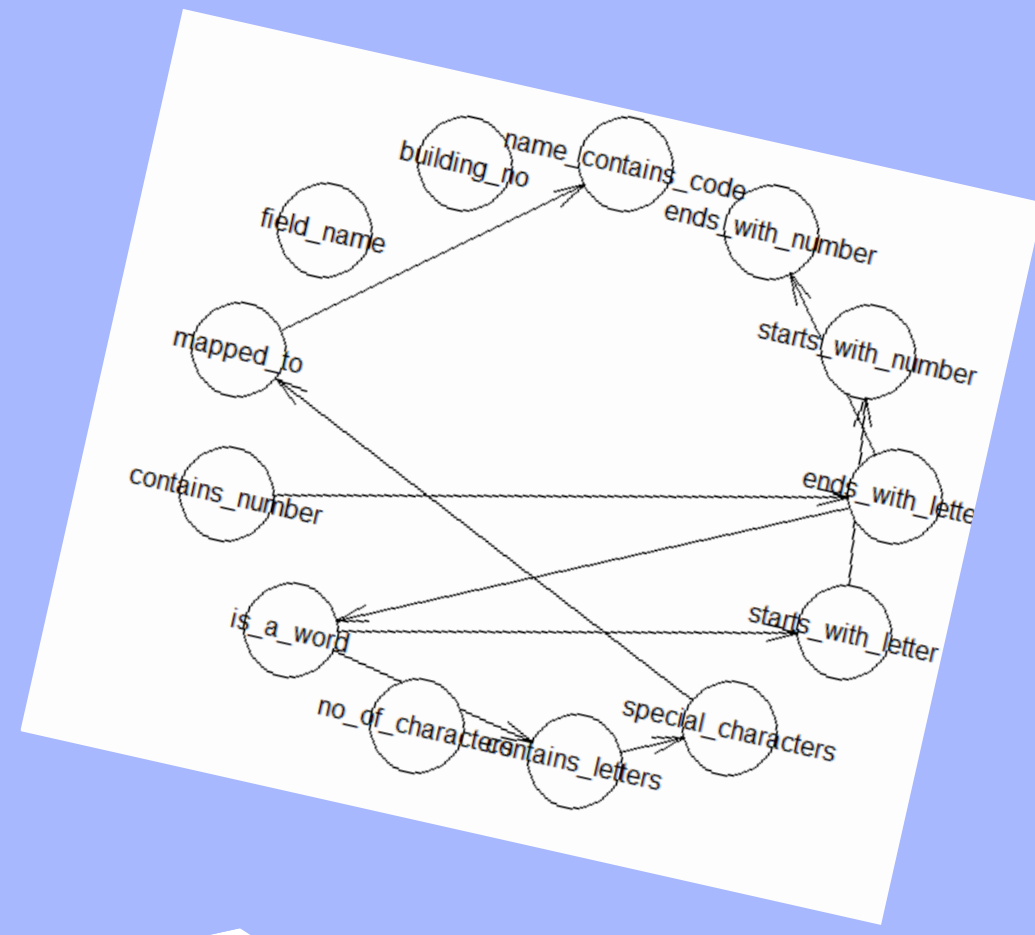 name_contains_code
building_no
ends_with_number
field_name
starts_with_number
mapped_to
ends_with_lette
contains_number
starts_with_letter
is_a_word
special_characters
no_of_characters
contains_letters